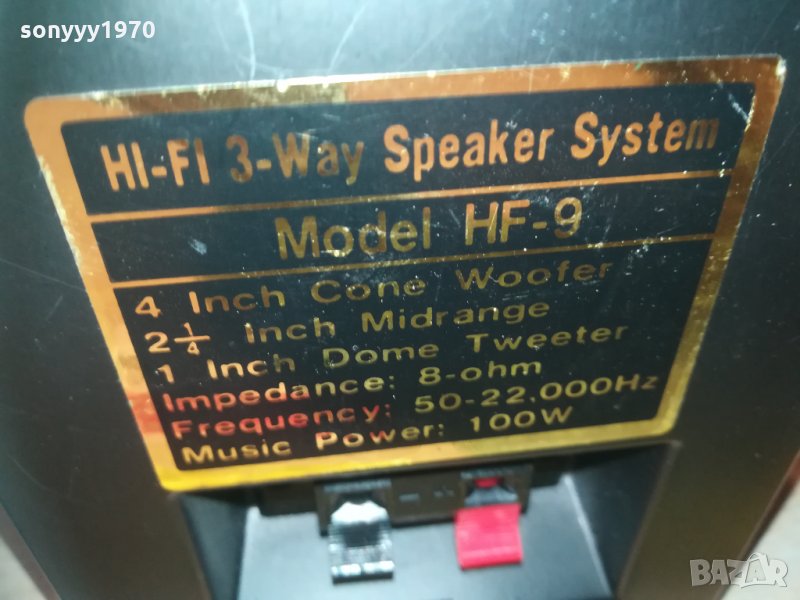 sonyyy1970
HI-FI 3-Way Speaker System
Model HF-9
4 Inch Cone Woofer
2 1/4 Inch Midrange
1 Inch Dome Tweeter
Impedance: 8-ohm
Frequency: 50-22,000Hz
Music Power: 100W
BAZAR